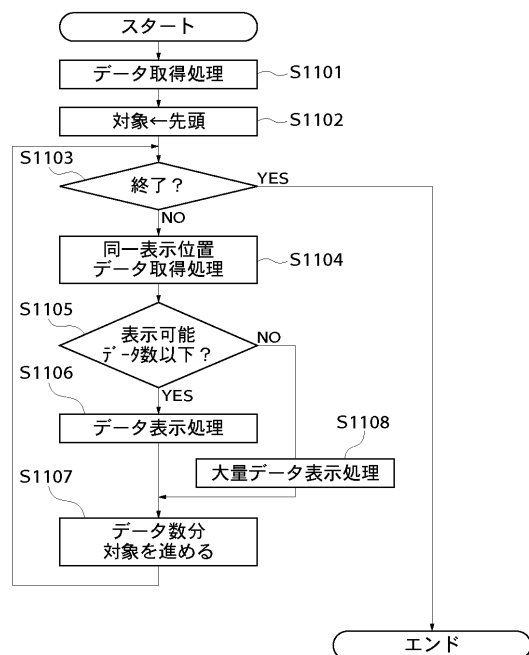 スタート
データ取得処理
S1101
対象←先頭
S1102
S1103
終了?
YES
NO
同一表示位置
データ取得処理
S1104
S1105
表示可能
ﾃﾞｰﾀ数以下?
NO
YES
S1106
データ表示処理
S1108
大量データ表示処理
S1107
データ数分
対象を進める
エンド